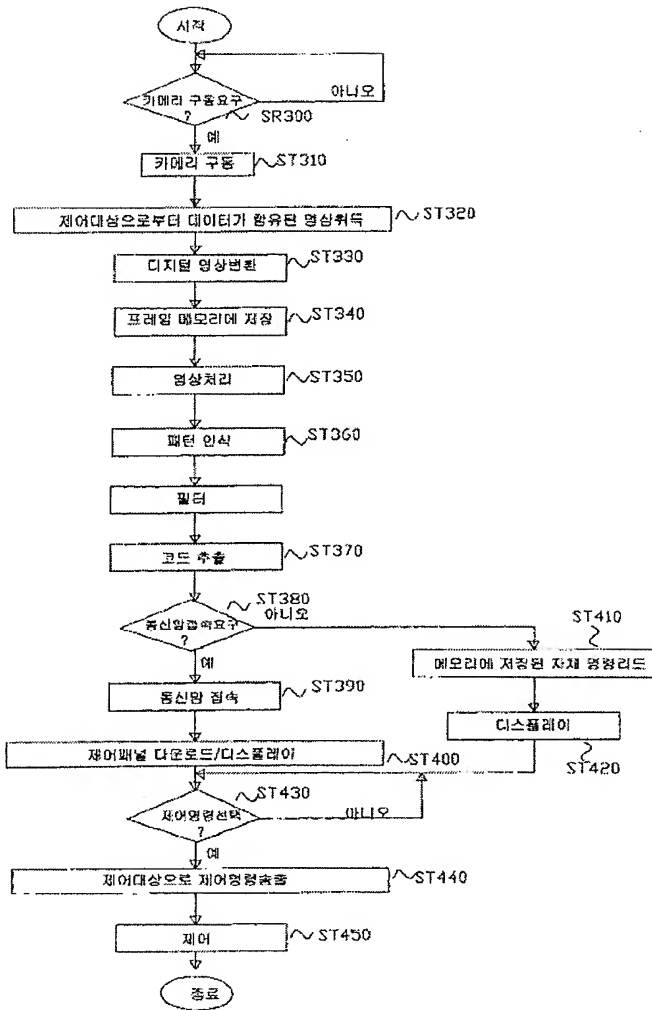 시작
카메라 구동요구
?
아니오
SR300
예
카메라 구동
ST310
제어대상으로부터 데이터가 함유된 영상취득
ST320
디지털 영상변환
ST330
프레임 메모리에 저장
ST340
영상처리
ST350
패턴 인식
ST360
필터
코드 추출
ST370
ST380
통신망접속요구
?
아니오
예
ST410
메모리에 저장된 자체 명령리드
통신망 접속
ST390
디스플레이
ST420
제어패널 다운로드/디스플레이
ST400
ST430
제어명령선택
?
아니오
예
제어대상으로 제어명령송출
ST440
제어
ST450
종료